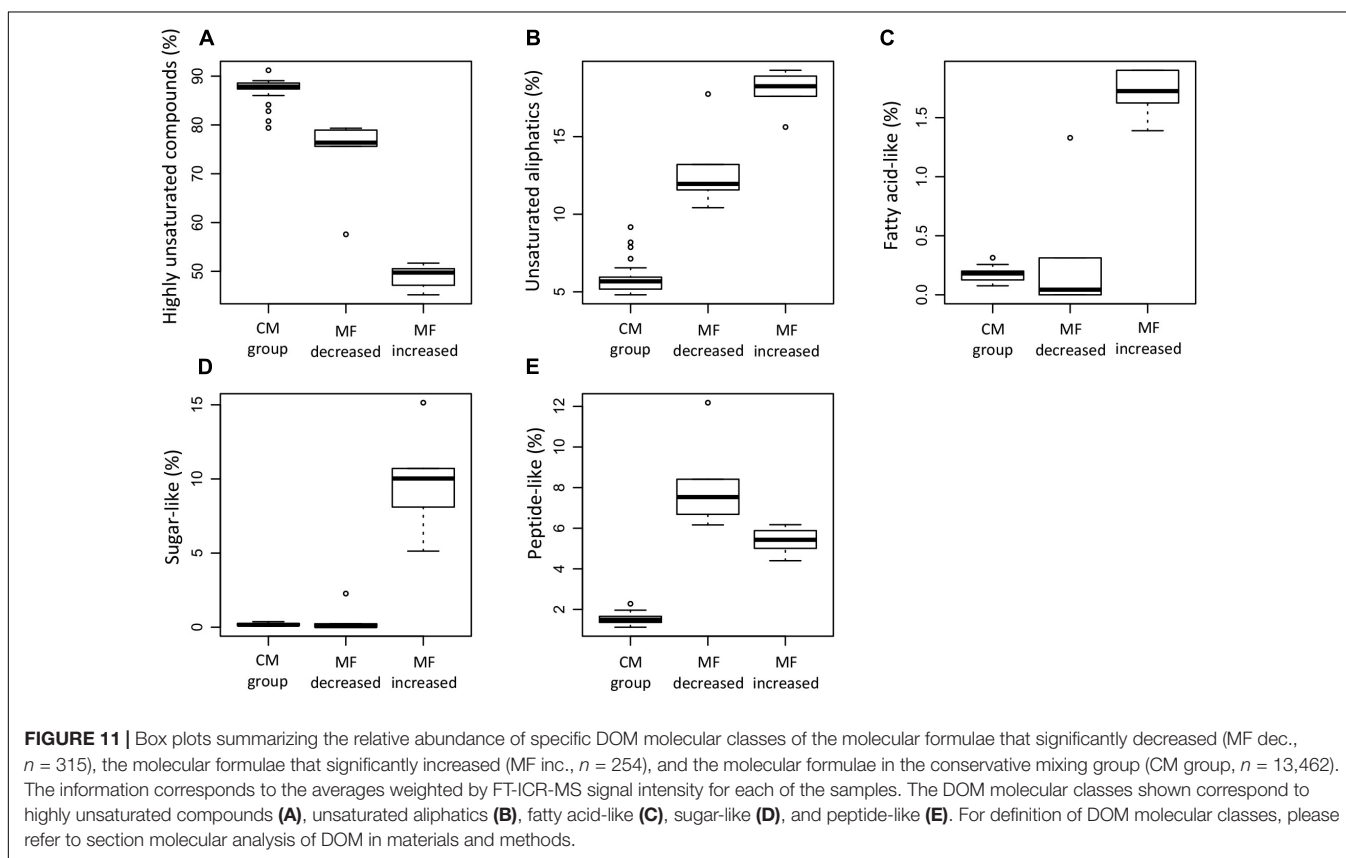 A
Highly unsaturated compounds (%)
90
80
70
60
50
CM
group
MF
decreased
MF
increased
B
Unsaturated aliphatics (%)
15
10
5
CM
group
MF
decreased
MF
increased
C
Fatty acid-like (%)
1.5
1.0
0.5
0.0
CM
group
MF
decreased
MF
increased
D
Sugar-like (%)
15
10
5
0
CM
group
MF
decreased
MF
increased
E
Peptide-like (%)
12
10
8
6
4
2
CM
group
MF
decreased
MF
increased
FIGURE 11 | Box plots summarizing the relative abundance of specific DOM molecular classes of the molecular formulae that significantly decreased (MF dec.,
n = 315), the molecular formulae that significantly increased (MF inc., n = 254), and the molecular formulae in the conservative mixing group (CM group, n = 13,462).
The information corresponds to the averages weighted by FT-ICR-MS signal intensity for each of the samples. The DOM molecular classes shown correspond to
highly unsaturated compounds (A), unsaturated aliphatics (B), fatty acid-like (C), sugar-like (D), and peptide-like (E). For definition of DOM molecular classes, please
refer to section molecular analysis of DOM in materials and methods.